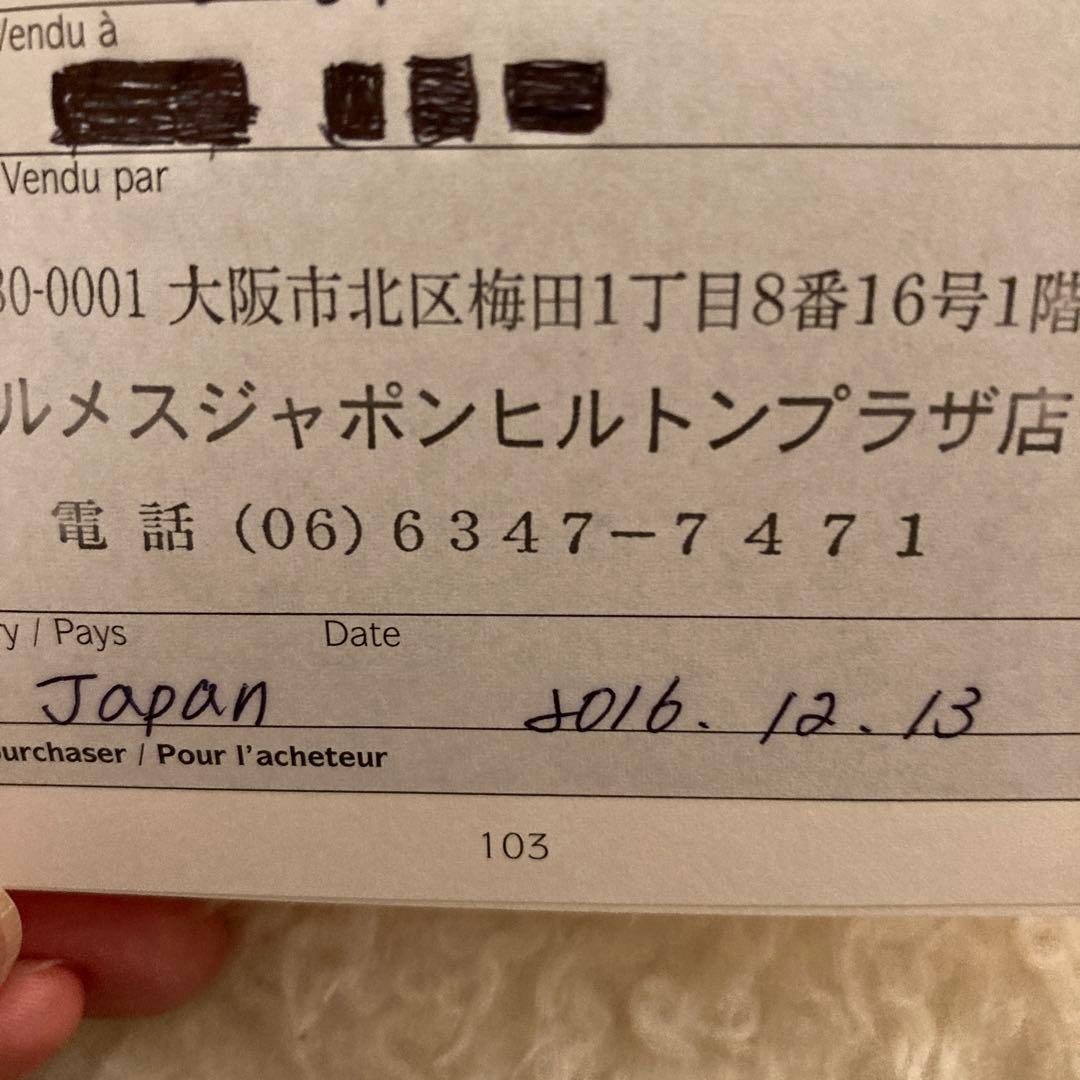 Vendu à
Vendu par
30-0001 大阪市北区梅田1丁目8番16号1階
ルメスジャポンヒルトンプラザ店
電 話 (06) 6347-7471
ry / Pays Date
Japan 2016. 12. 13
urchaser / Pour l'acheteur
103